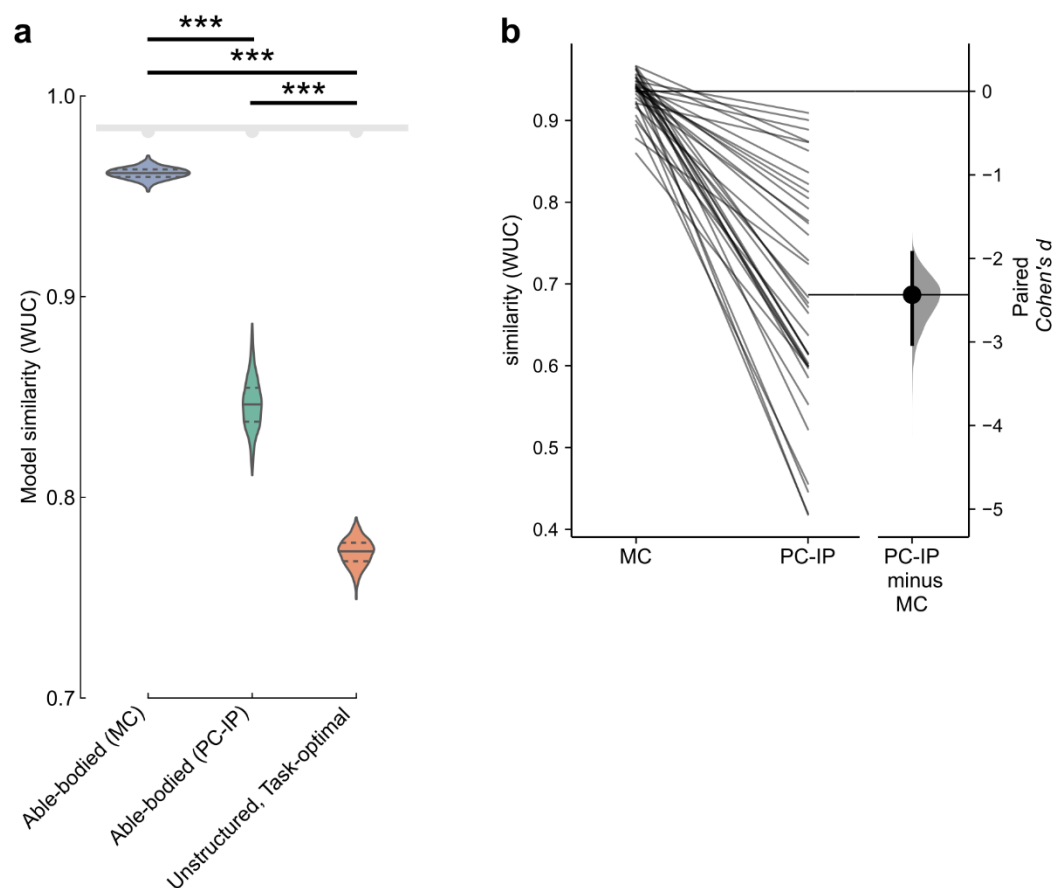 a
***
***
***
1.0
0.9
0.8
0.7
Model similarity (WUC)
Able-bodied (MC)
Able-bodied (PC-IP)
Unstructured, Task-optimal
b
0.9
0.8
0.7
0.6
0.5
0.4
similarity (WUC)
MC
PC-IP
PC-IP
minus
MC
0
−1
−2
−3
−4
−5
Paired
Cohen's d